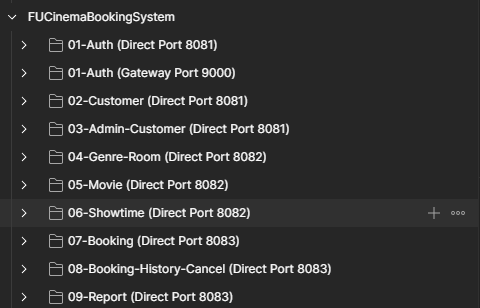 FUCinemaBookingSystem
01-Auth (Direct Port 8081)
01-Auth (Gateway Port 9000)
02-Customer (Direct Port 8081)
03-Admin-Customer (Direct Port 8081)
04-Genre-Room (Direct Port 8082)
05-Movie (Direct Port 8082)
06-Showtime (Direct Port 8082)
07-Booking (Direct Port 8083)
08-Booking-History-Cancel (Direct Port 8083)
09-Report (Direct Port 8083)